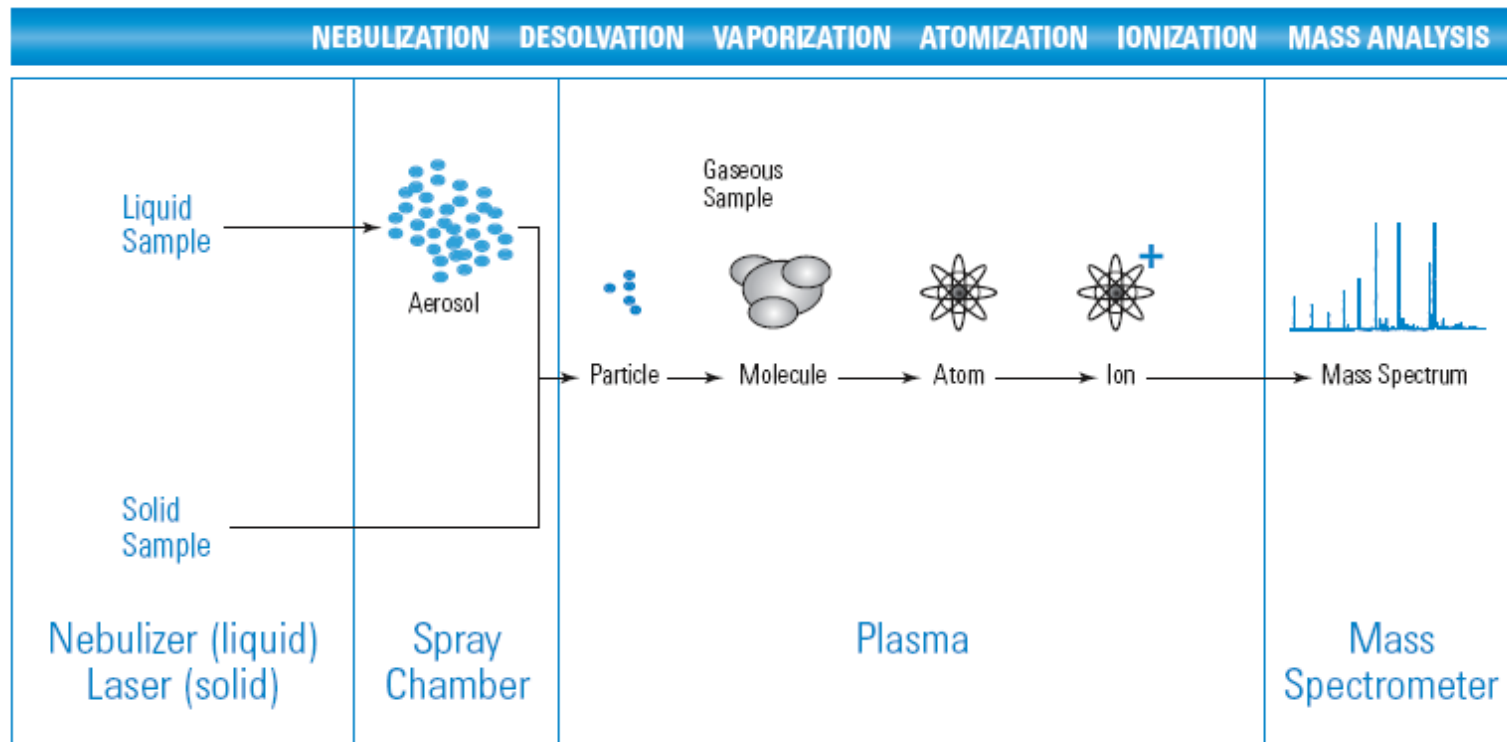 NEBULIZATION DESOLVATION VAPORIZATION ATOMIZATION IONIZATION MASS ANALYSIS
Liquid
Sample
Aerosol
Gaseous
Sample
Particle
Molecule
Atom
+
Ion
Mass Spectrum
Solid
Sample
Nebulizer (liquid)
Laser (solid)
Spray
Chamber
Plasma
Mass
Spectrometer